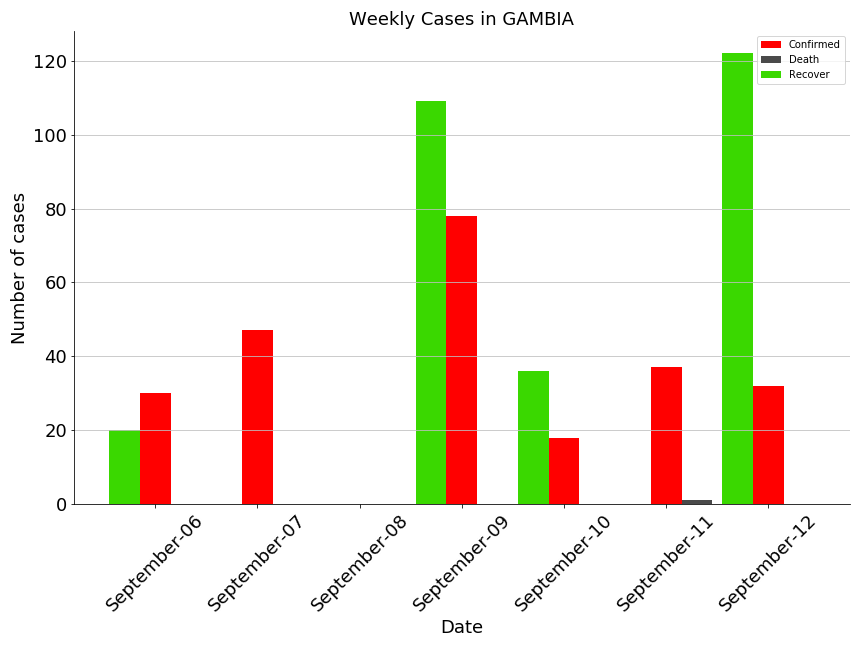 Weekly Cases in GAMBIA
Confirmed
Death
Recover
Number of cases
120
100
80
60
40
20
0
September-06
September-07
September-08
September-09
September-10
September-11
September-12
Date